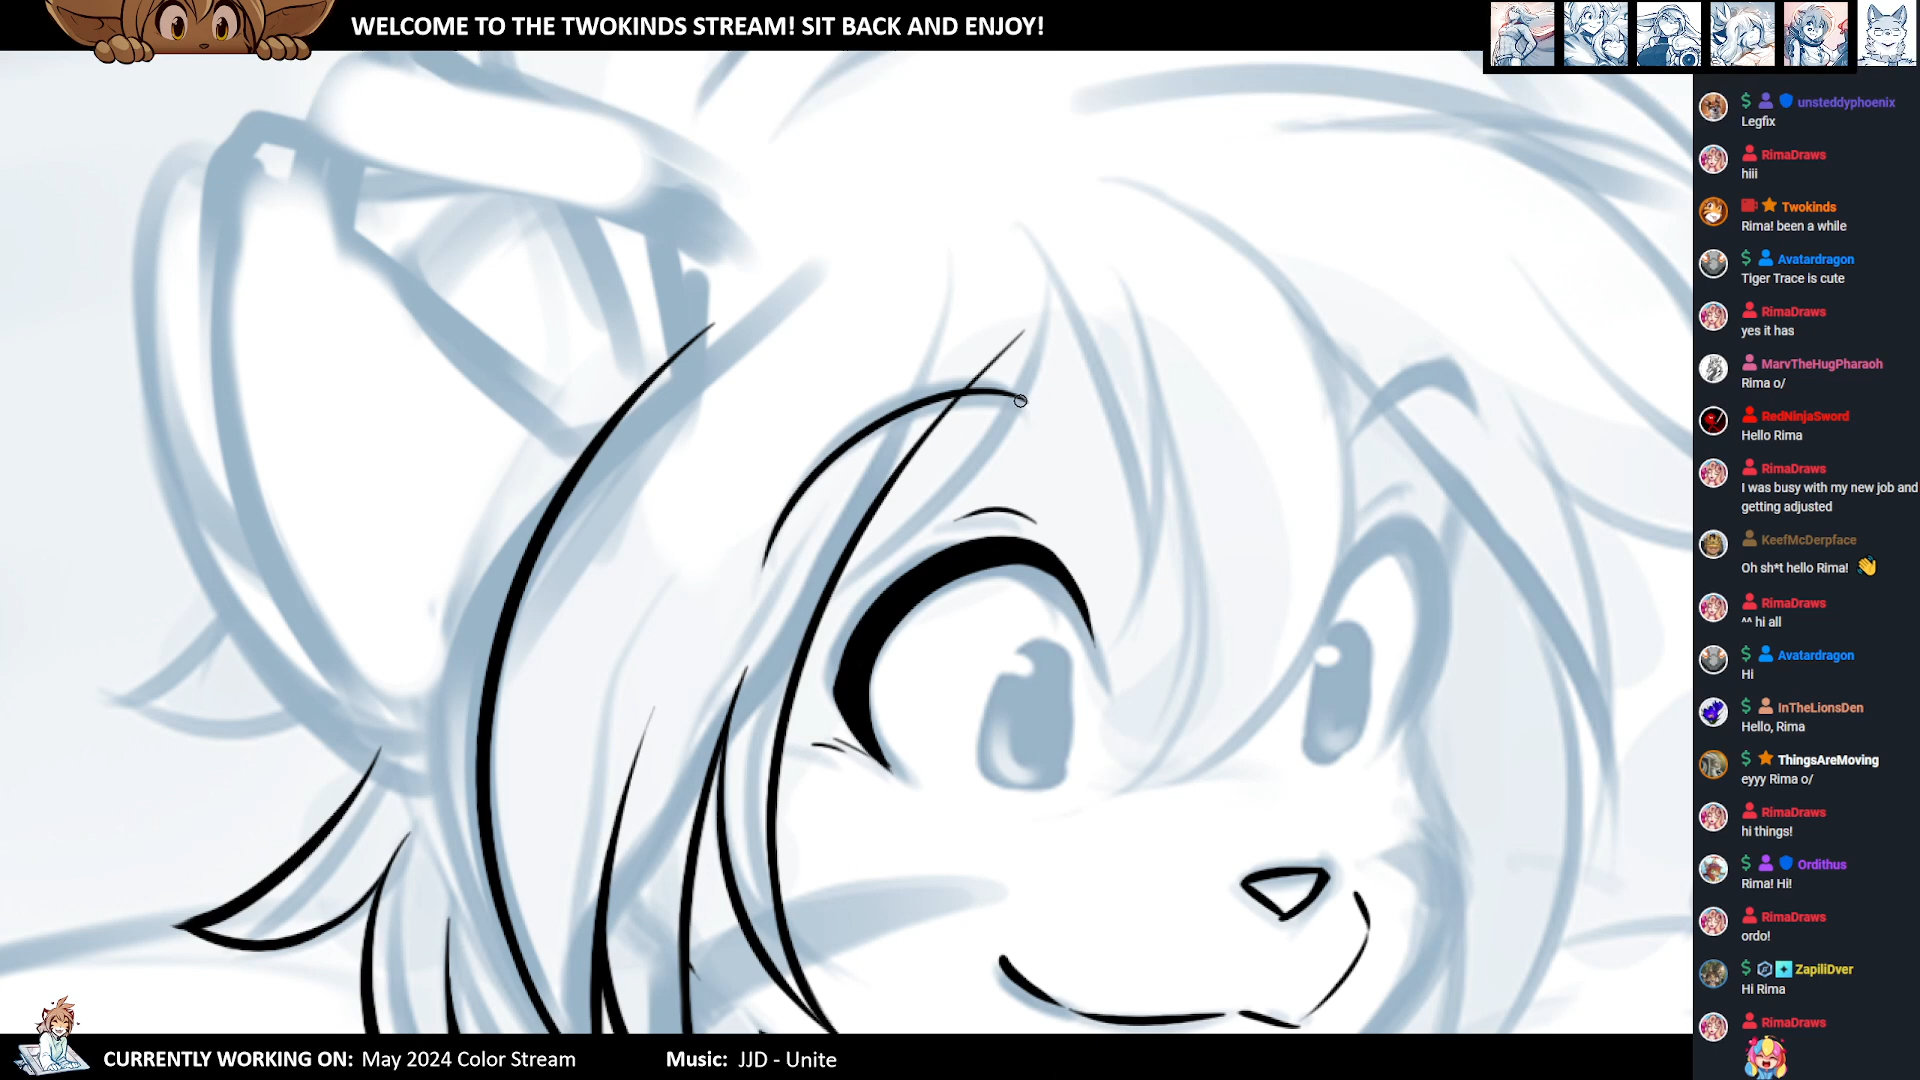 WELCOME TO THE TWOKINDS STREAM! SIT BACK AND ENJOY!
unsteddyphoenix
Legfix
RimaDraws
hiii
Twokinds
Rima! been a while
Avatardragon
Tiger Trace is cute
RimaDraws
yes it has
MarvTheHugPharaoh
Rima o/
RedNinjaSword
Hello Rima
RimaDraws
I was busy with my new job and
getting adjusted
KeefMcDerpface
Oh sh*t hello Rima! 👋
RimaDraws
^^ hi all
Avatardragon
Hi
InTheLionsDen
Hello, Rima
ThingsAreMoving
eyyy Rima o/
RimaDraws
hi things!
Ordithus
Rima! Hi!
RimaDraws
ordo!
ZapiliDver
Hi Rima
RimaDraws
CURRENTLY WORKING ON: May 2024 Color Stream
Music: JJD - Unite